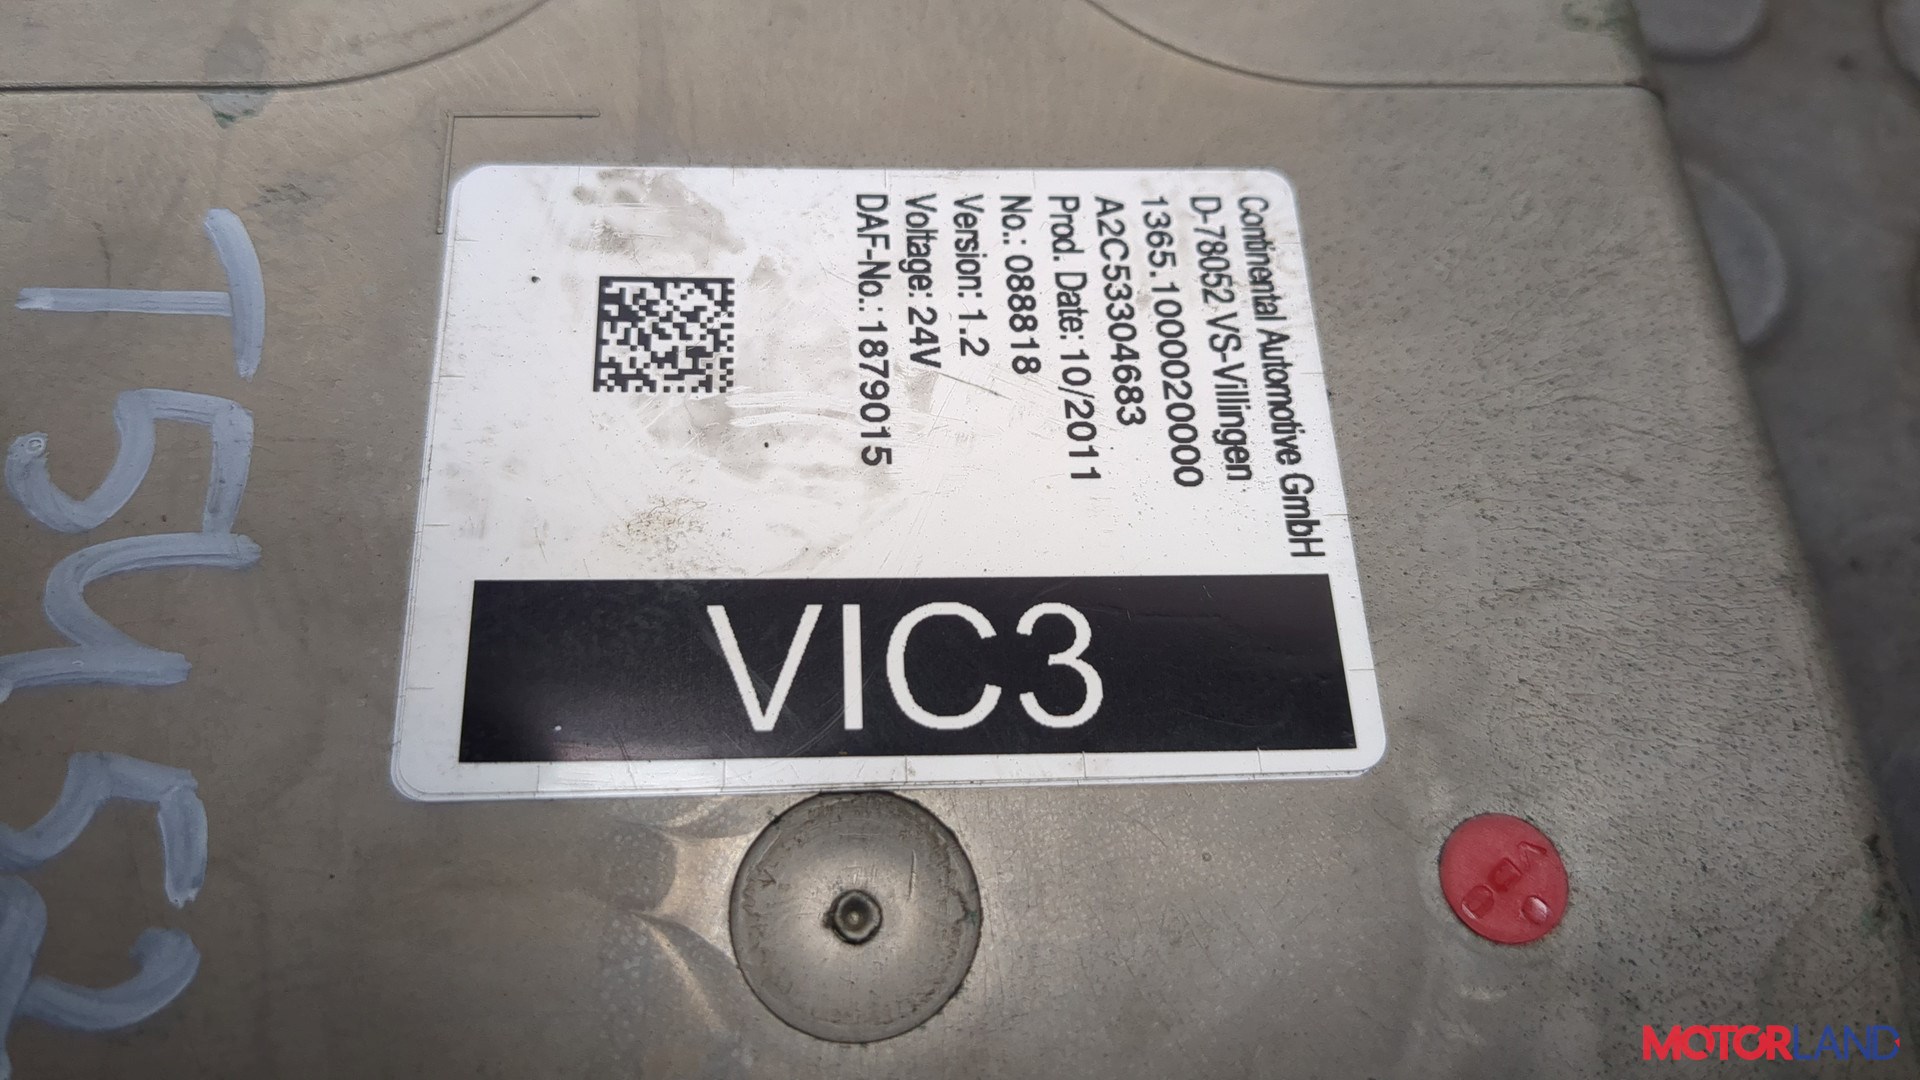 Continental Automotive GmbH
D-78052 VS-Villingen
1365.1000020000
A2C53304683
Prod. Date: 10/2011
No.: 088818
Version: 1.2
Voltage: 24V
DAF-No.: 1879015
VIC3
VDO
MOTORLAND